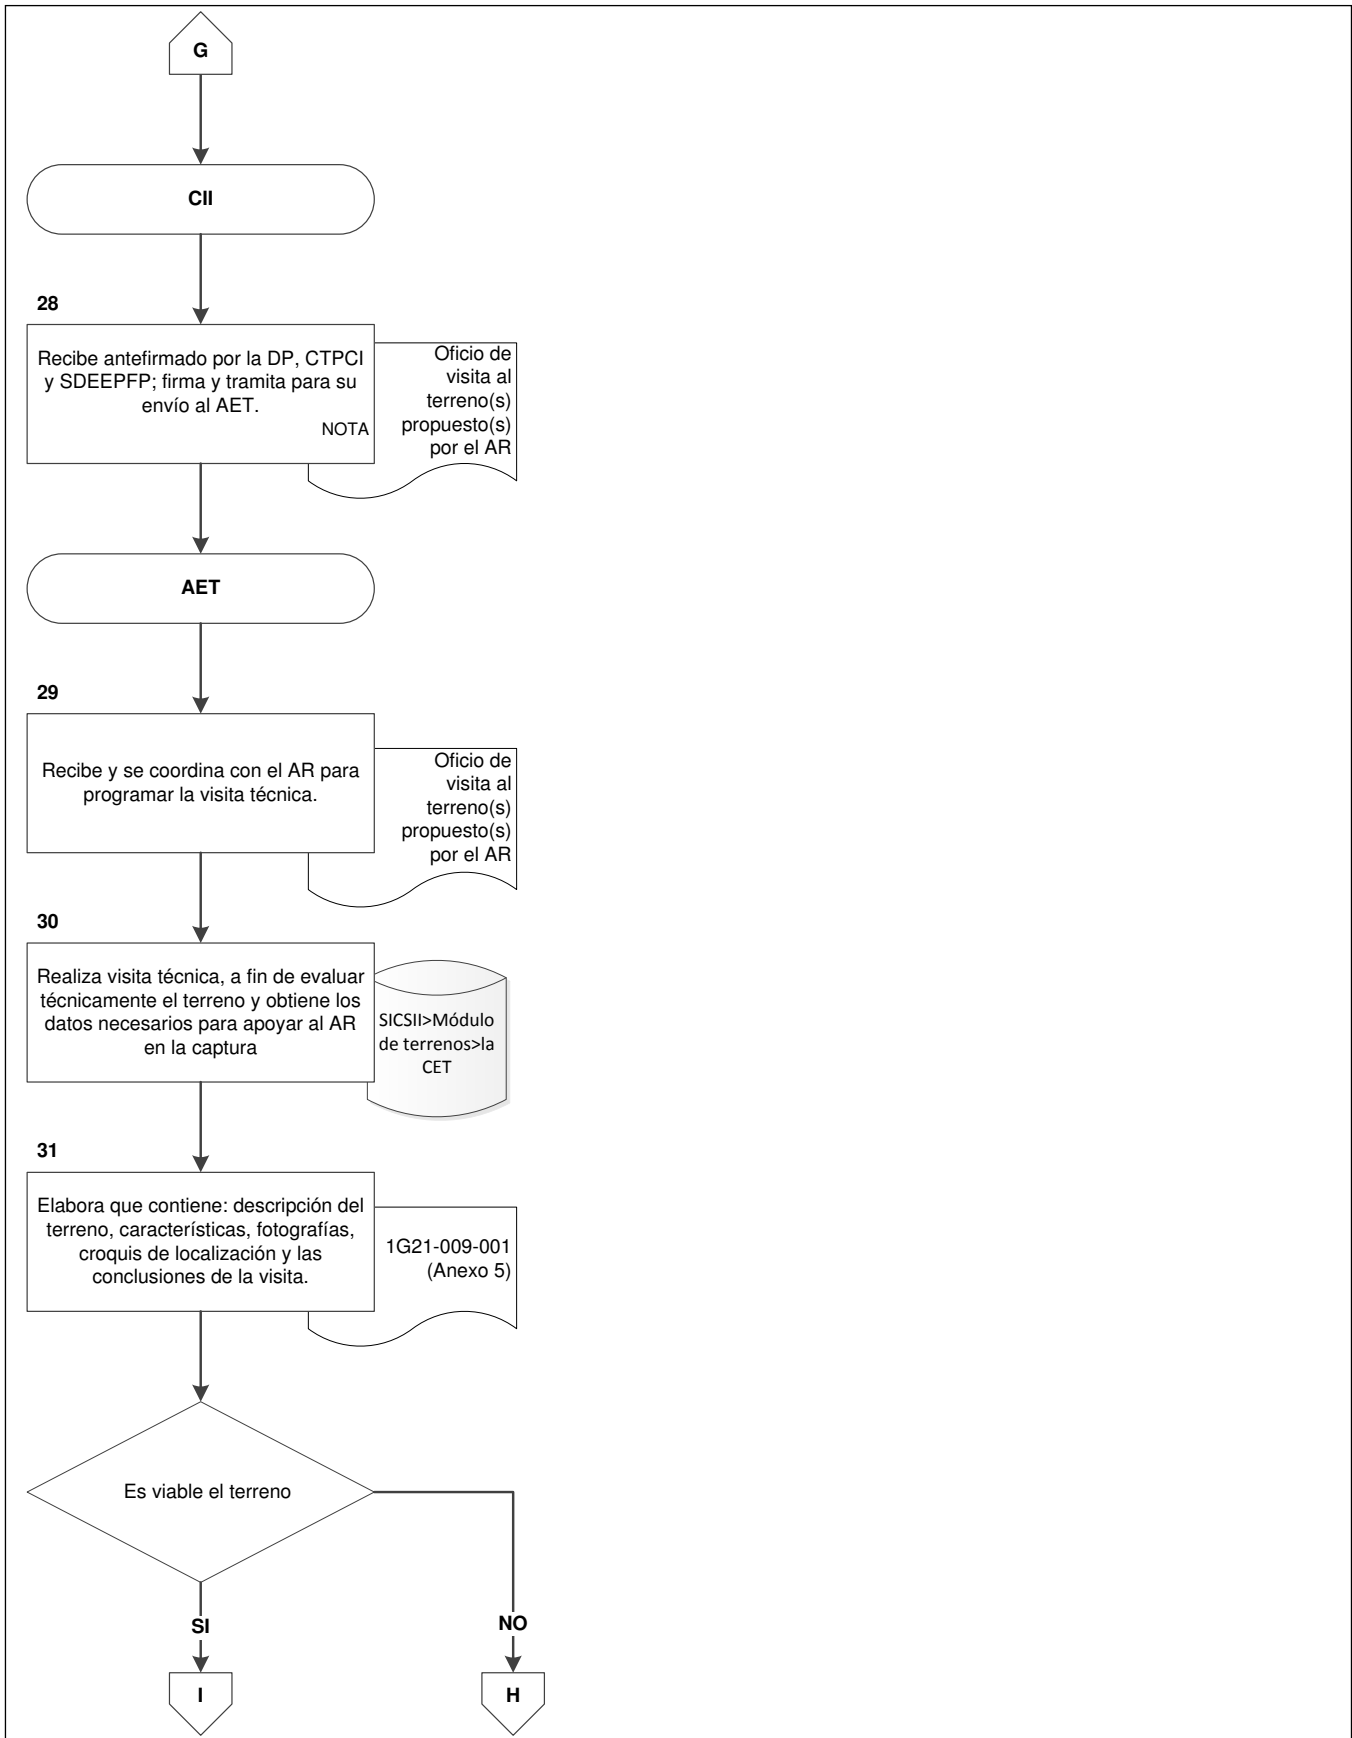 G
CII
28
Recibe antefirmado por la DP, CTPCI
y SDEEPFP; firma y tramita para su
envío al AET.
NOTA
Oficio de
visita al
terreno(s)
propuesto(s)
por el AR
AET
29
Recibe y se coordina con el AR para
programar la visita técnica.
Oficio de
visita al
terreno(s)
propuesto(s)
por el AR
30
Realiza visita técnica, a fin de evaluar
técnicamente el terreno y obtiene los
datos necesarios para apoyar al AR
en la captura
SICSII>Módulo
de terrenos>la
CET
31
Elabora que contiene: descripción del
terreno, características, fotografías,
croquis de localización y las
conclusiones de la visita.
1G21-009-001
(Anexo 5)
Es viable el terreno
SI
NO
I
H